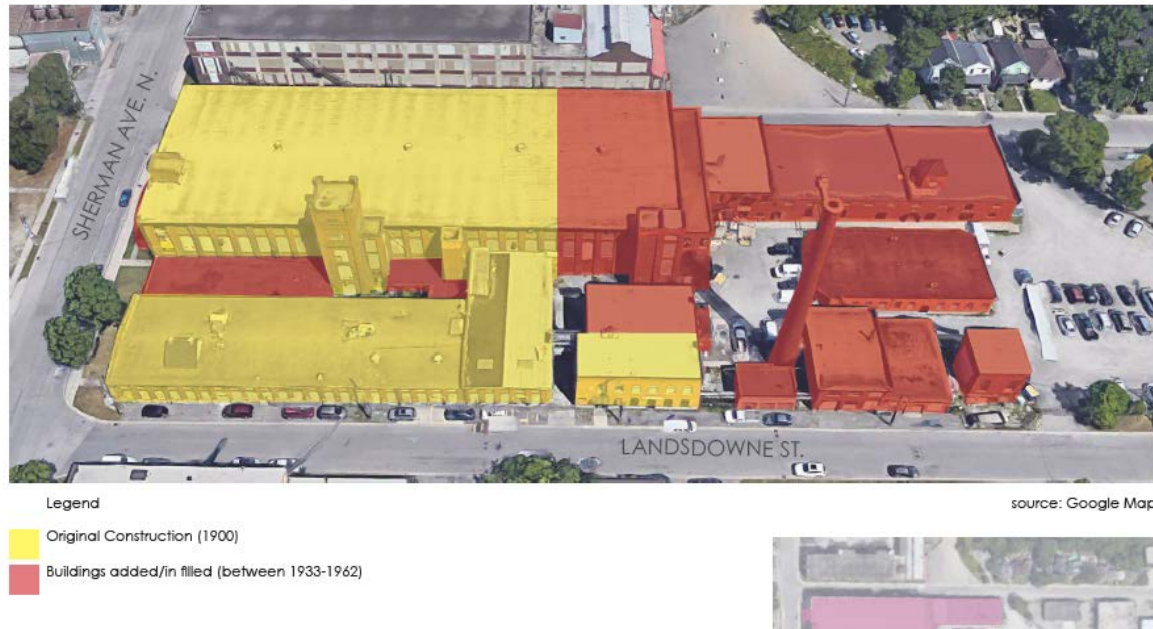 SHERMAN AVE. N.
LANDSDOWNE ST.
Legend
source: Google Map
Original Construction (1900)
Buildings added/in filled (between 1933-1962)